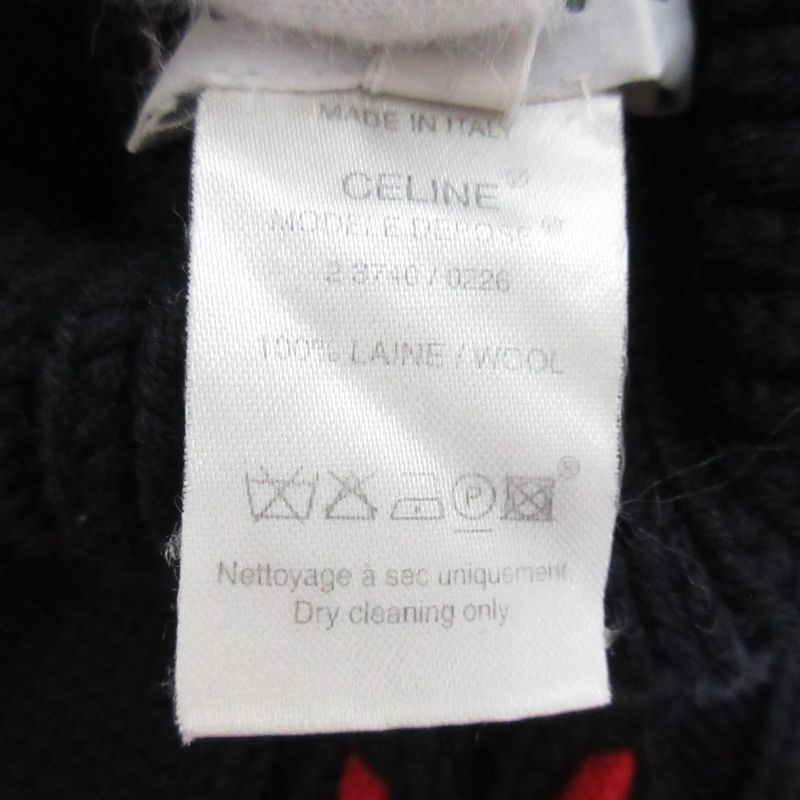 MADE IN ITALY
CELINE®
MODELE DEPOSE ®
2 3740 / 0226
100% LAINE / WOOL
P ®
Nettoyage à sec uniquement.
Dry cleaning only